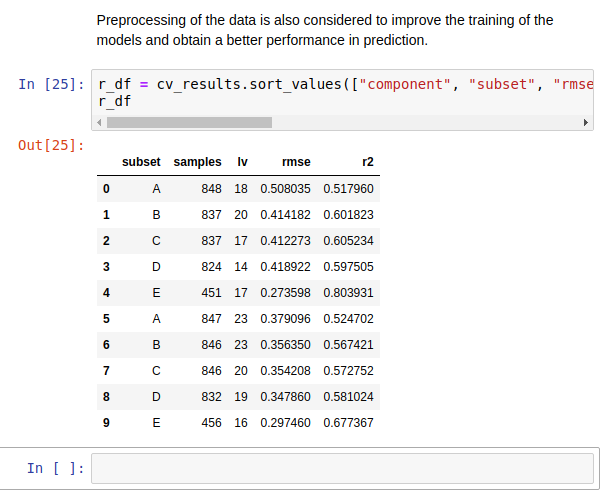 Preprocessing of the data is also considered to improve the training of the
models and obtain a better performance in prediction.
In [25]: r_df = cv_results.sort_values(["component", "subset", "rmse
r_df
Out[25]:
subset samples lv rmse r2
0 A 848 18 0.508035 0.517960
1 B 837 20 0.414182 0.601823
2 C 837 17 0.412273 0.605234
3 D 824 14 0.418922 0.597505
4 E 451 17 0.273598 0.803931
5 A 847 23 0.379096 0.524702
6 B 846 23 0.356350 0.567421
7 C 846 20 0.354208 0.572752
8 D 832 19 0.347860 0.581024
9 E 456 16 0.297460 0.677367
In [ ]: